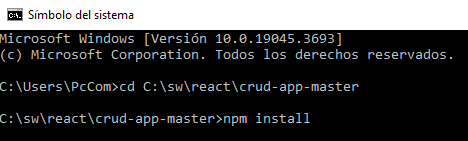 Símbolo del sistema
Microsoft Windows [Versión 10.0.19045.3693]
(c) Microsoft Corporation. Todos los derechos reservados.
C:\Users\PcCom>cd C:\sw\react\crud-app-master
C:\sw\react\crud-app-master>npm install